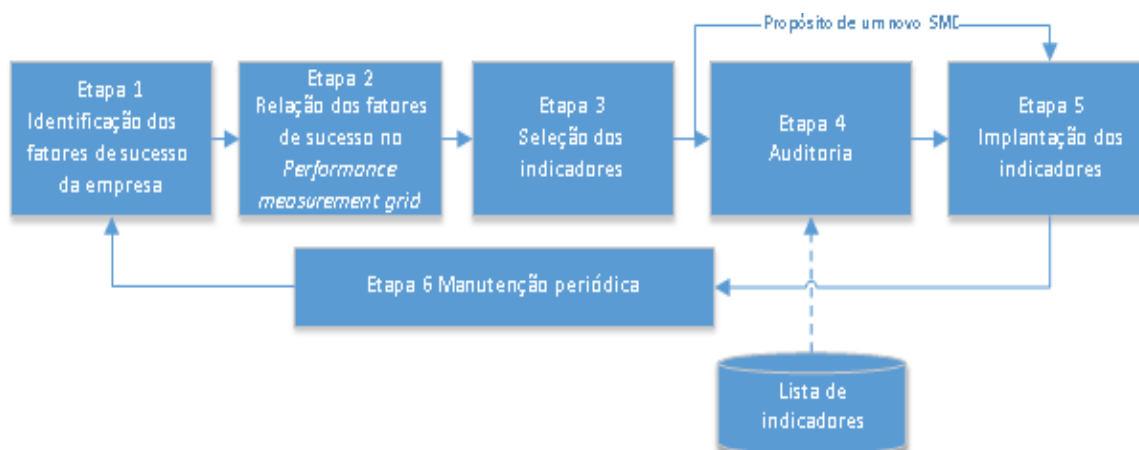 Propósito de um novo SMD
Etapa 1
Identificação dos
fatores de sucesso
da empresa
Etapa 2
Relação dos fatores
de sucesso no
Performance
measurement grid
Etapa 3
Seleção dos
indicadores
Etapa 4
Auditoria
Etapa 5
Implantação dos
indicadores
Etapa 6 Manutenção periódica
Lista de
indicadores